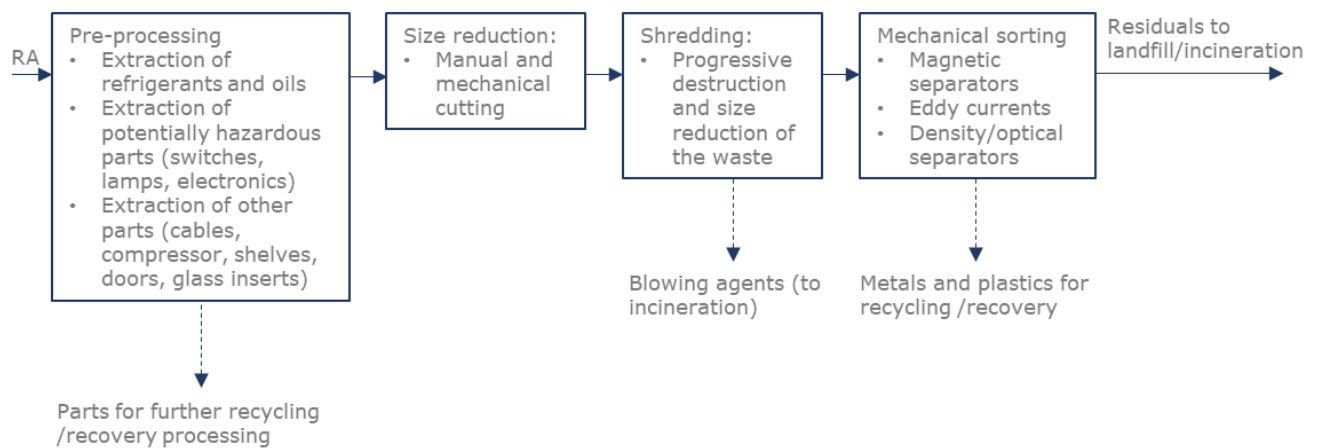 RA
Pre-processing
• Extraction of
refrigerants and oils
• Extraction of
potentially hazardous
parts (switches,
lamps, electronics)
• Extraction of other
parts (cables,
compressor, shelves,
doors, glass inserts)
Size reduction:
• Manual and
mechanical
cutting
Shredding:
• Progressive
destruction
and size
reduction of
the waste
Mechanical sorting
• Magnetic
separators
• Eddy currents
• Density/optical
separators
Residuals to
landfill/incineration
Blowing agents (to
incineration)
Metals and plastics for
recycling /recovery
Parts for further recycling
/recovery processing